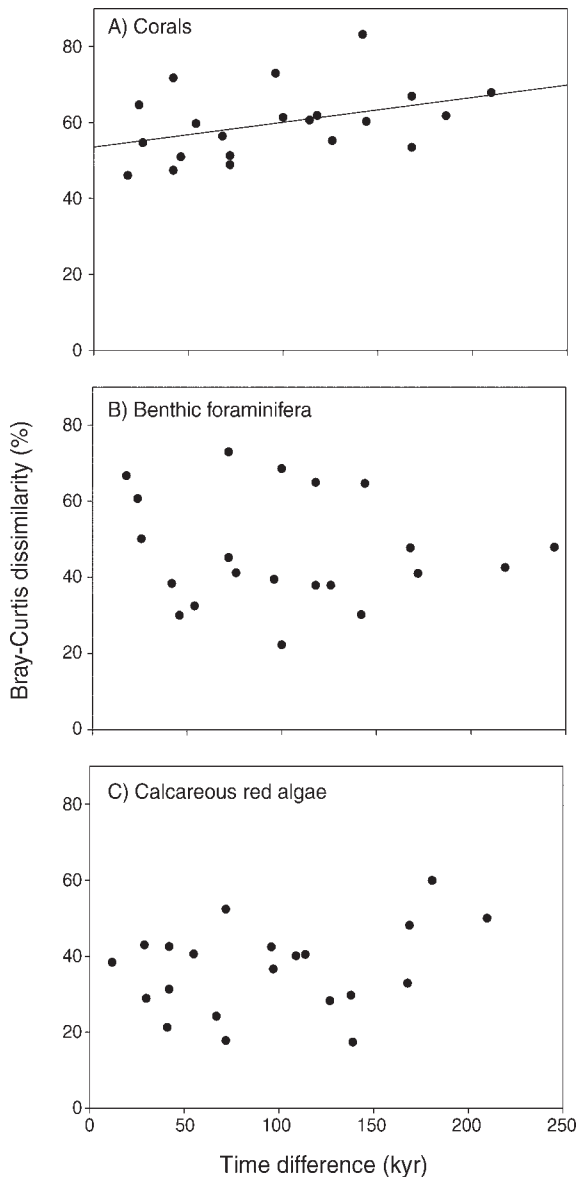 A) Corals
80
60
40
20
0
B) Benthic foraminifera
80
60
40
20
0
Bray-Curtis dissimilarity (%)
C) Calcareous red algae
80
60
40
20
0
0 50 100 150 200 250
Time difference (kyr)